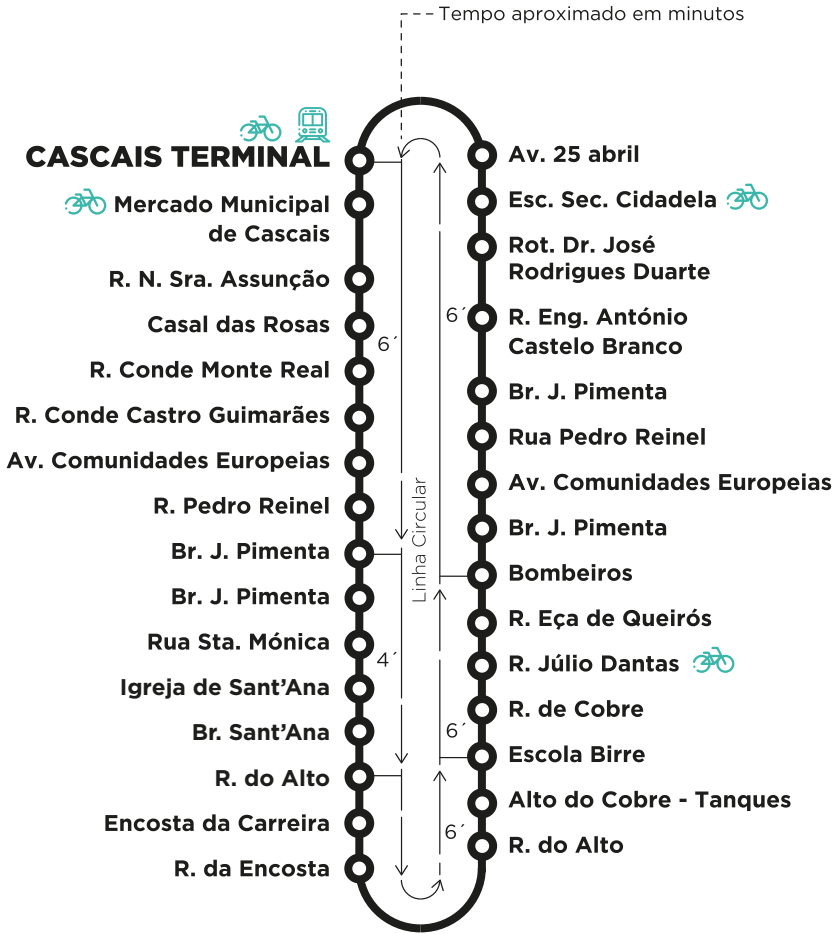 Tempo aproximado em minutos
CASCAIS TERMINAL
Mercado Municipal
de Cascais
R. N. Sra. Assunção
Casal das Rosas
R. Conde Monte Real
R. Conde Castro Guimarães
Av. Comunidades Europeias
R. Pedro Reinel
Br. J. Pimenta
Br. J. Pimenta
Rua Sta. Mónica
Igreja de Sant’Ana
Br. Sant’Ana
R. do Alto
Encosta da Carreira
R. da Encosta
6´
4´
Linha Circular
6´
6´
6´
Av. 25 abril
Esc. Sec. Cidadela
Rot. Dr. José
Rodrigues Duarte
R. Eng. António
Castelo Branco
Br. J. Pimenta
Rua Pedro Reinel
Av. Comunidades Europeias
Br. J. Pimenta
Bombeiros
R. Eça de Queirós
R. Júlio Dantas
R. de Cobre
Escola Birre
Alto do Cobre - Tanques
R. do Alto